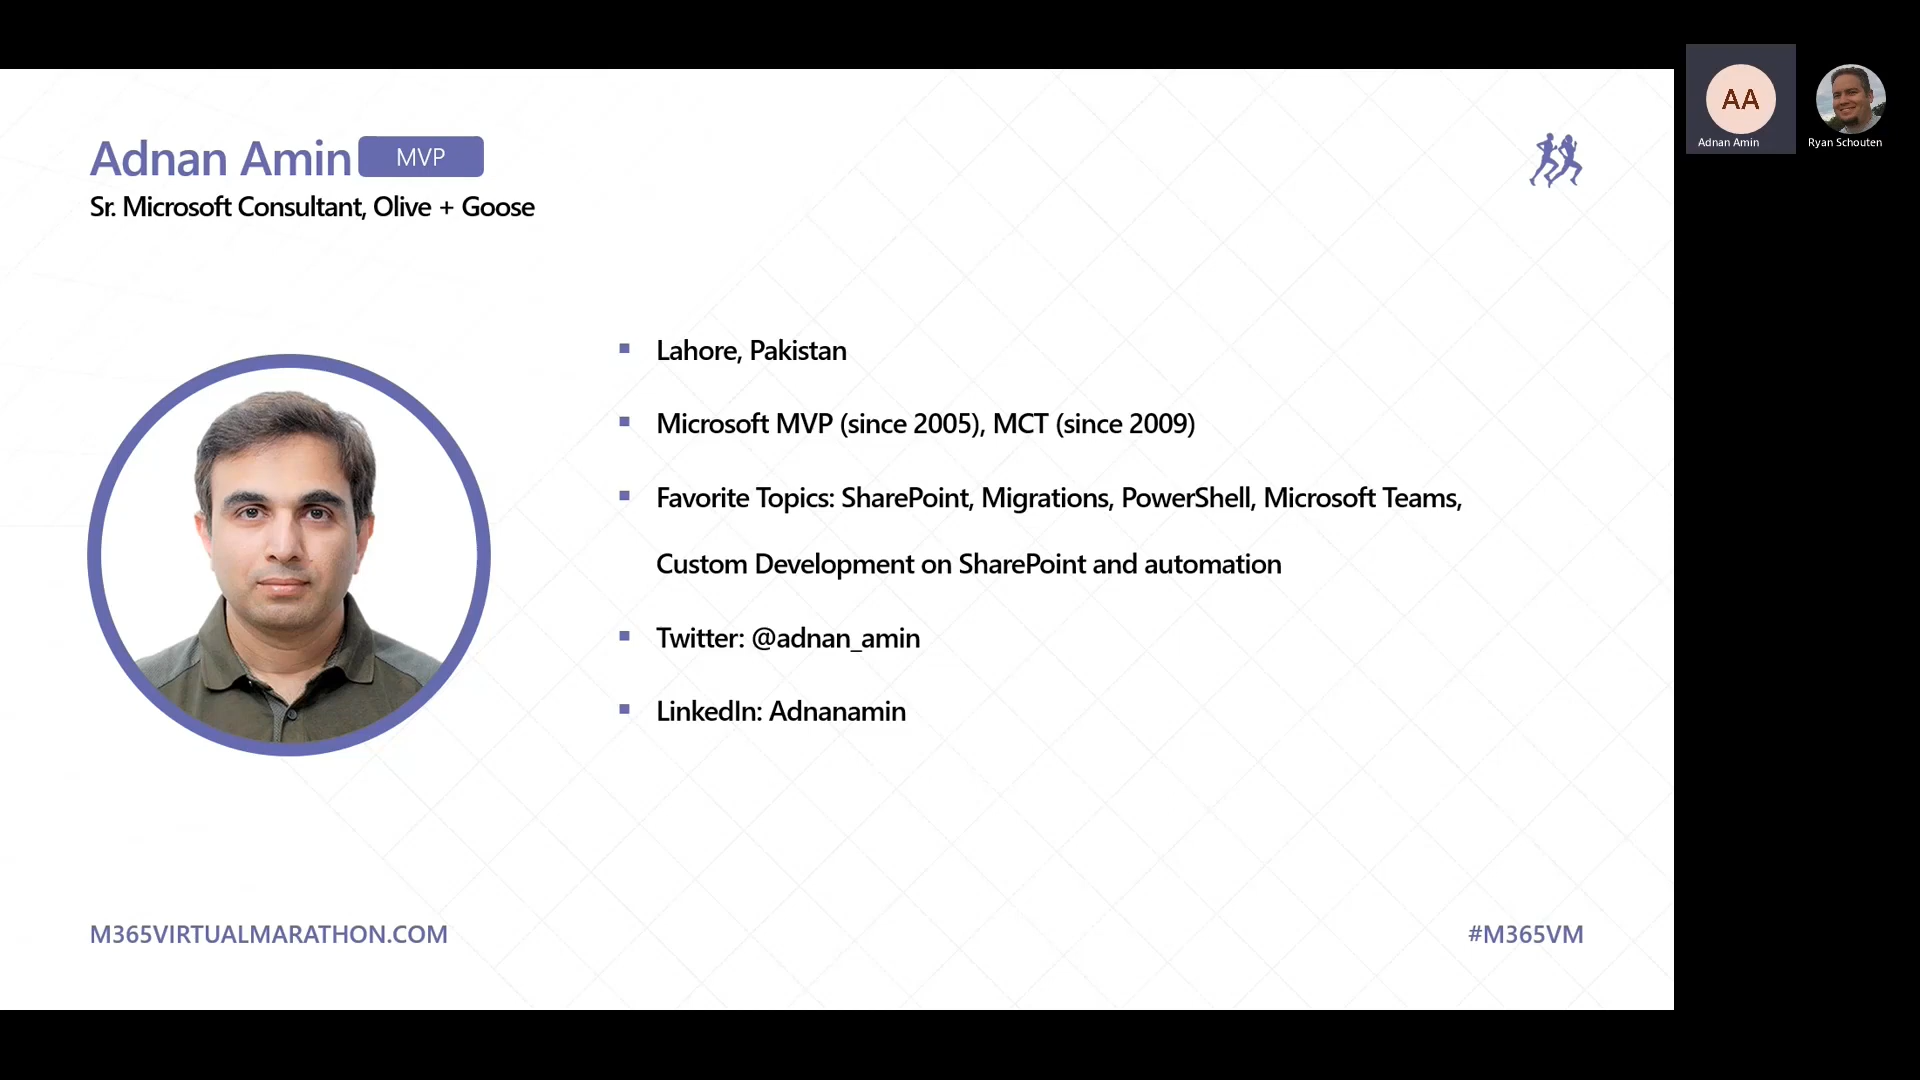 Adnan Amin MVP
Sr. Microsoft Consultant, Olive + Goose
Lahore, Pakistan
Microsoft MVP (since 2005), MCT (since 2009)
Favorite Topics: SharePoint, Migrations, PowerShell, Microsoft Teams,
Custom Development on SharePoint and automation
Twitter: @adnan_amin
LinkedIn: Adnanamin
M365VIRTUALMARATHON.COM
#M365VM
AA
Adnan Amin
Ryan Schouten